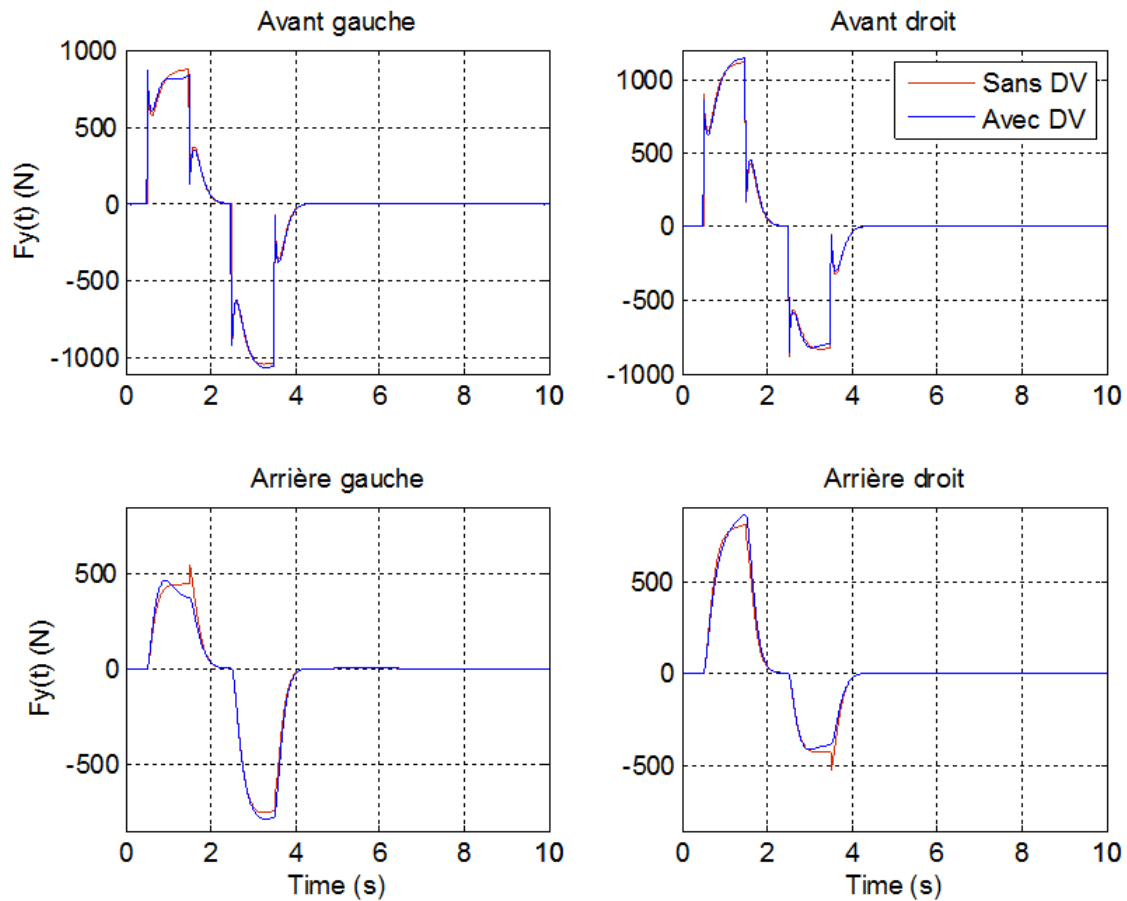 Avant gauche
Avant droit
1000
500
0
-500
-1000
Fy(t) (N)
0 2 4 6 8 10
1000
500
0
-500
-1000
0 2 4 6 8 10
Sans DV
Avec DV
Arrière gauche
Arrière droit
500
0
-500
Fy(t) (N)
0 2 4 6 8 10
Time (s)
500
0
-500
0 2 4 6 8 10
Time (s)